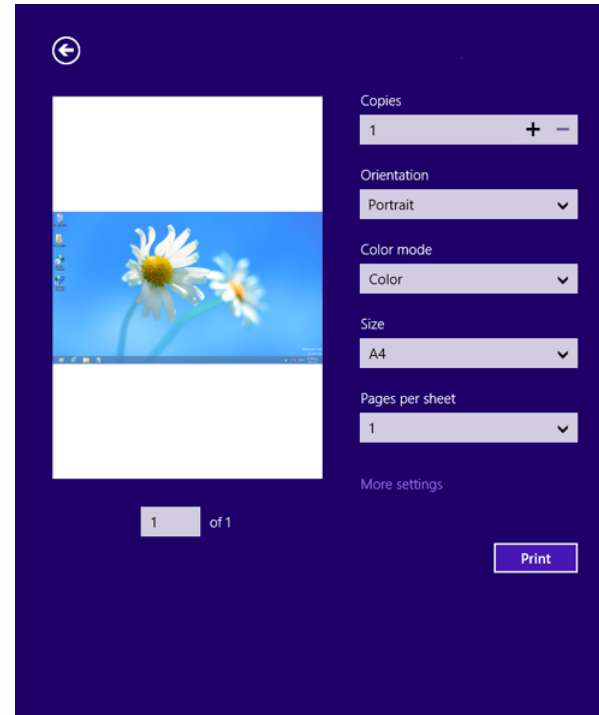 Copies
1
Orientation
Portrait
Color mode
Color
Size
A4
Pages per sheet
1
More settings
1 of 1
Print